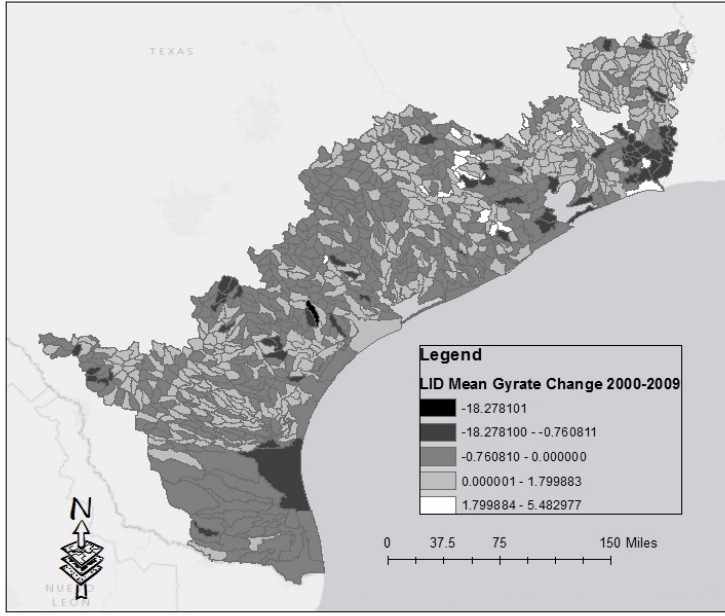 TEXAS
Legend
LID Mean Gyrate Change 2000-2009
-18.278101
-18.278100 - -0.760811
-0.760810 - 0.000000
0.000001 - 1.799883
1.799884 - 5.482977
N
0 37.5 75 150 Miles
NUEVO
LEÓN